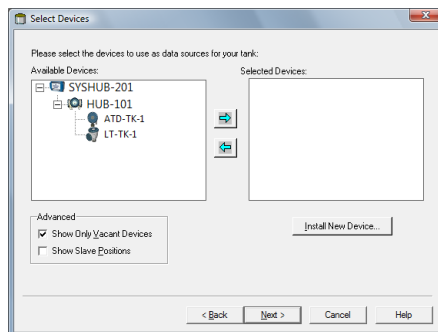 Select Devices
Please select the devices to use as data sources for your tank:
Available Devices:
Selected Devices:
SYSHUB-201
HUB-101
ATD-TK-1
LT-TK-1
Advanced
Show Only Vacant Devices
Show Slave Positions
Install New Device...
< Back
Next >
Cancel
Help